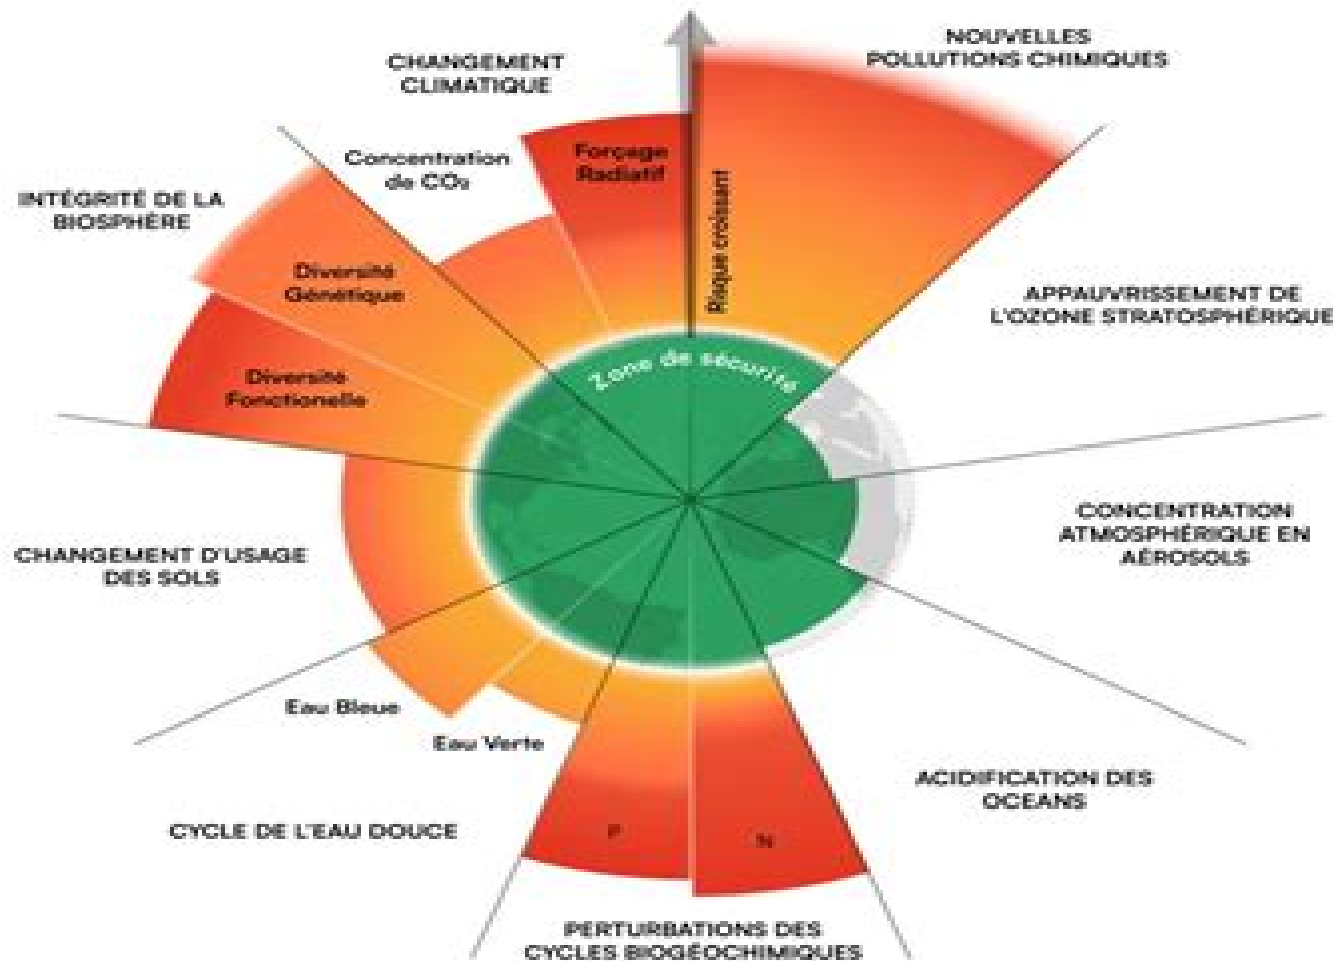 NOUVELLES
POLLUTIONS CHIMIQUES
CHANGEMENT
CLIMATIQUE
Concentration
de CO₂
Forçage
Radiatif
Risque croissant
INTÉGRITÉ DE LA
BIOSPHÈRE
Diversité
Génétique
Diversité
Fonctionelle
APPAUVRISSEMENT DE
L'OZONE STRATOSPHÉRIQUE
Zone de sécurité
CONCENTRATION
ATMOSPHÉRIQUE EN
AÉROSOLS
CHANGEMENT D'USAGE
DES SOLS
Eau Bleue
Eau Verte
ACIDIFICATION DES
OCEANS
CYCLE DE L'EAU DOUCE
P
N
PERTURBATIONS DES
CYCLES BIOGÉOCHIMIQUES